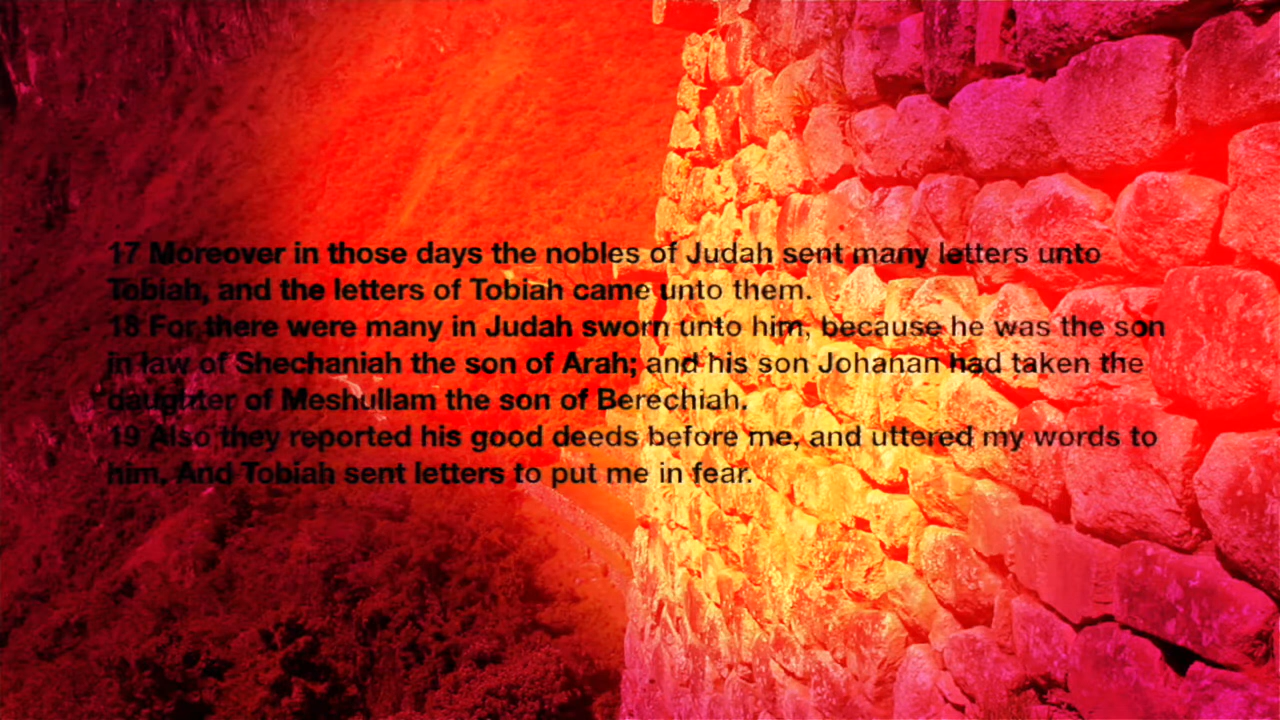 17 Moreover in those days the nobles of Judah sent many letters unto
Tobiah, and the letters of Tobiah came unto them.
18 For there were many in Judah sworn unto him, because he was the son
in law of Shechaniah the son of Arah; and his son Johanan had taken the
daughter of Meshullam the son of Berechiah.
19 Also they reported his good deeds before me, and uttered my words to
him. And Tobiah sent letters to put me in fear.